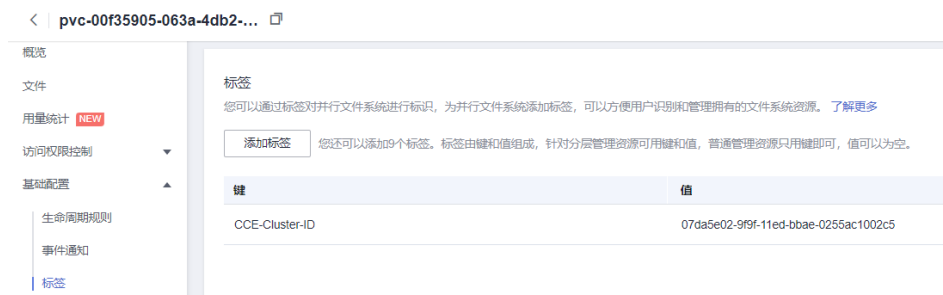 pvc-00f35905-063a-4db2-...
概览
文件
用量统计 NEW
访问权限控制
基础配置
生命周期规则
事件通知
标签
标签
您可以通过标签对并行文件系统进行标识，为并行文件系统添加标签，可以方便用户识别和管理拥有的文件系统资源。 了解更多
添加标签 您还可以添加9个标签。标签由键和值组成，针对分层管理资源可用键和值，普通管理资源只用键即可，值可以为空。
键 值
CCE-Cluster-ID 07da5e02-9f9f-11ed-bbae-0255ac1002c5